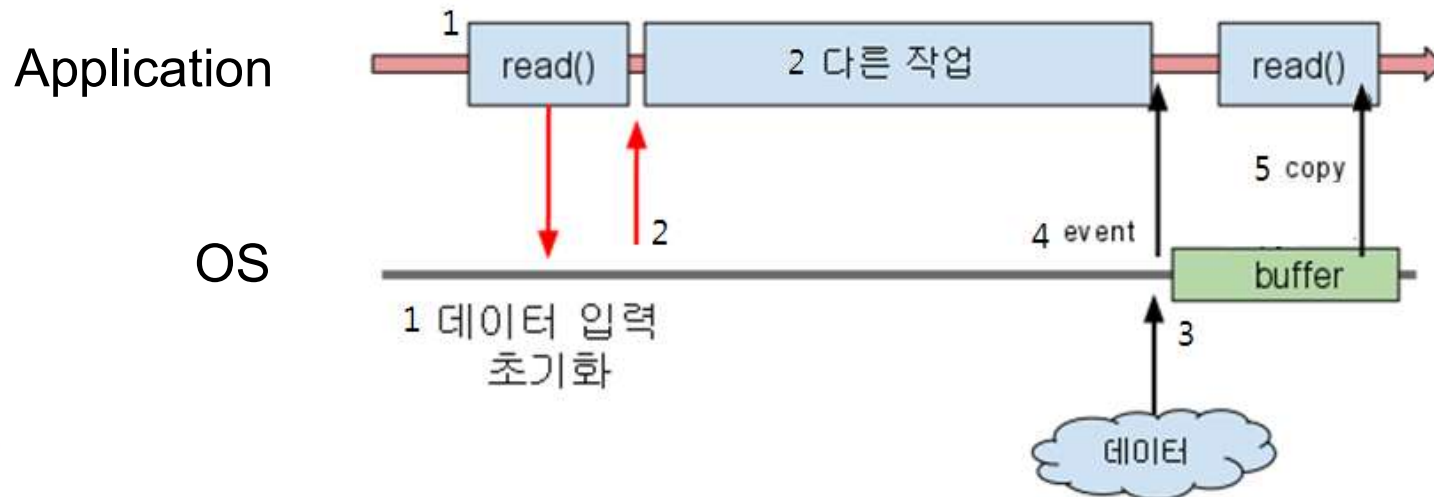 1
Application
read()
2 다른 작업
read()
5 copy
2
4 event
OS
buffer
1 데이터 입력
초기화
3
데이터